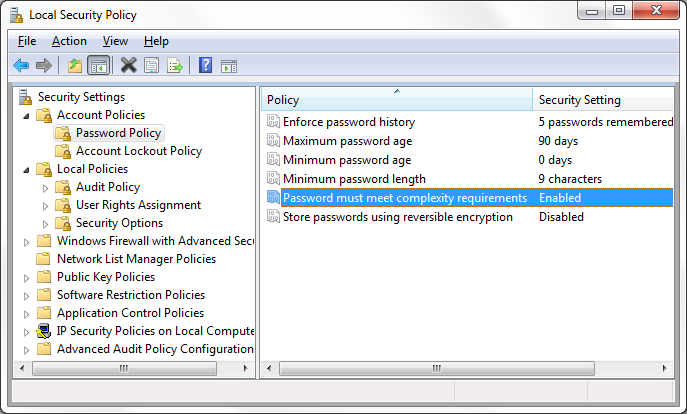 Local Security Policy
File Action View Help
Security Settings
Account Policies
Password Policy
Account Lockout Policy
Local Policies
Audit Policy
User Rights Assignment
Security Options
Windows Firewall with Advanced Secu
Network List Manager Policies
Public Key Policies
Software Restriction Policies
Application Control Policies
IP Security Policies on Local Compute
Advanced Audit Policy Configuration
Policy Security Setting
Enforce password history 5 passwords remembered
Maximum password age 90 days
Minimum password age 0 days
Minimum password length 9 characters
Password must meet complexity requirements Enabled
Store passwords using reversible encryption Disabled